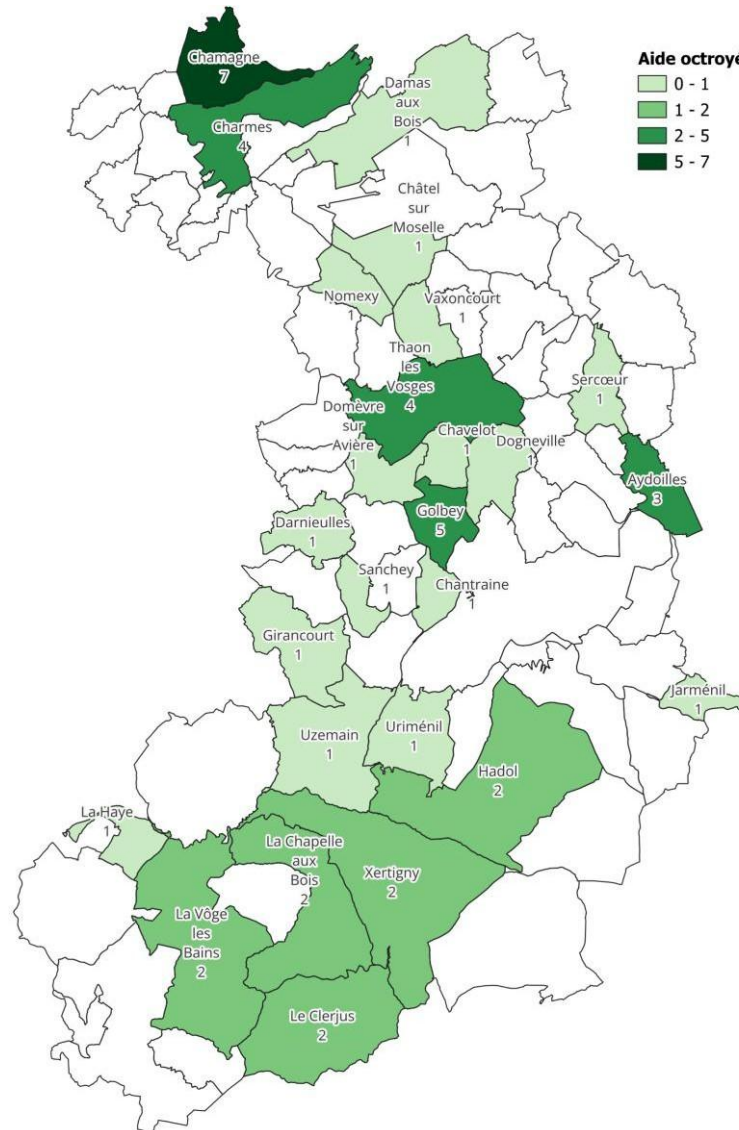 Chamagne
7
Aide octroyé
0 - 1
1 - 2
2 - 5
5 - 7
Damas
aux
Bois
1
Charmes
4
Châtel
sur
Moselle
1
Nomexy
1
Vaxoncourt
1
Thaon
les
Vosges
4
Sercœur
1
Domèvre
sur
Avière
1
Chavelot
1
Dogneville
1
Aydoilles
3
Golbey
5
Darnieulles
1
Sanchey
1
Chantraine
1
Girancourt
1
Jarménil
1
Uzemain
1
Uriménil
1
Hadol
2
La Haye
1
La Chapelle
aux
Bois
2
Xertigny
2
La Vôge
les
Bains
2
Le Clerjus
2